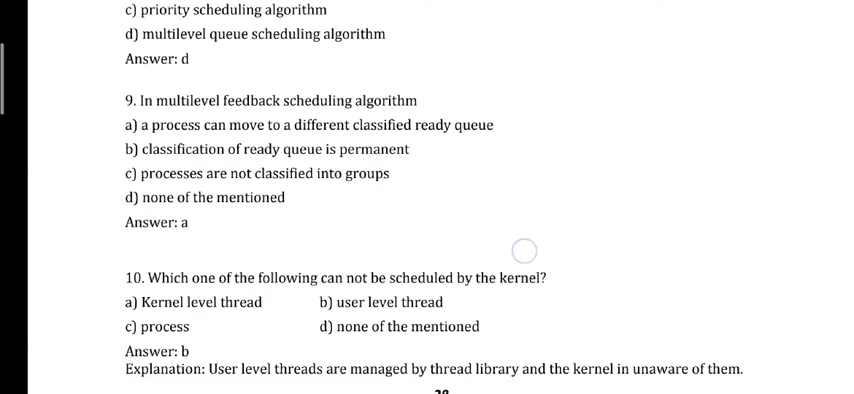 c) priority scheduling algorithm
d) multilevel queue scheduling algorithm
Answer: d
9. In multilevel feedback scheduling algorithm
a) a process can move to a different classified ready queue
b) classification of ready queue is permanent
c) processes are not classified into groups
d) none of the mentioned
Answer: a
10. Which one of the following can not be scheduled by the kernel?
a) Kernel level thread b) user level thread
c) process d) none of the mentioned
Answer: b
Explanation: User level threads are managed by thread library and the kernel in unaware of them.